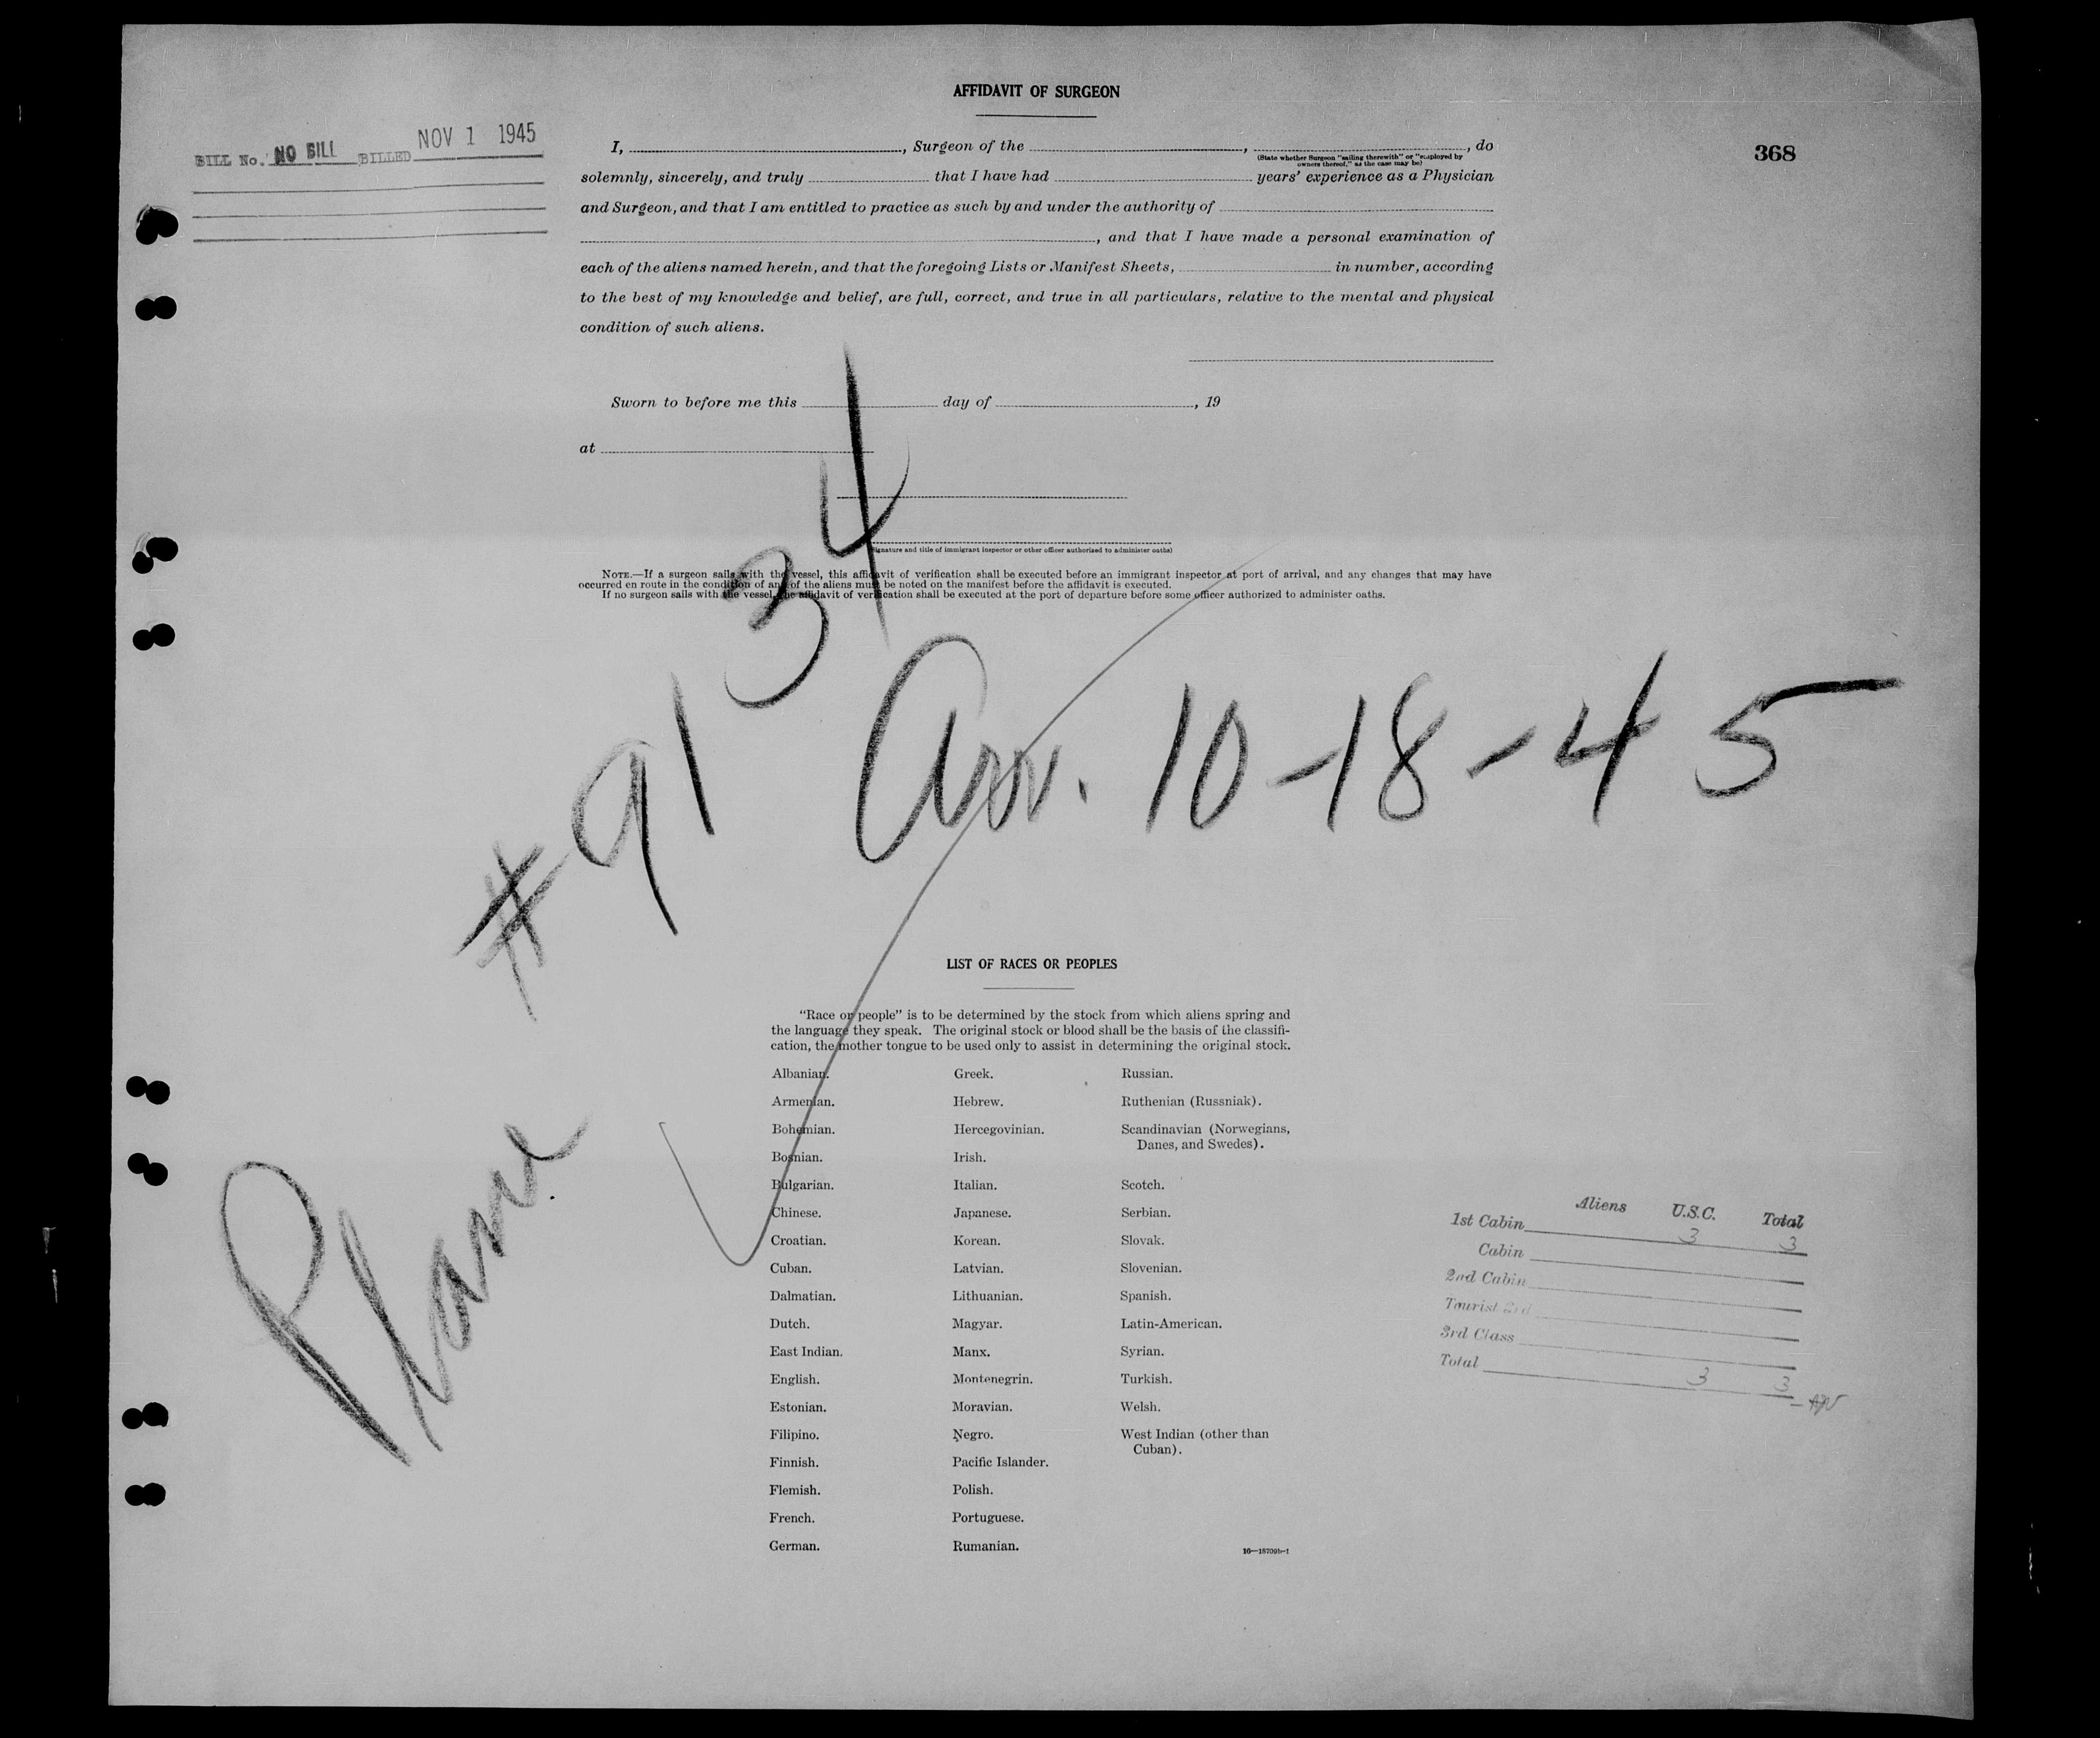 AFFIDAVIT OF SURGEON
BILL No. NO BILL BILLED NOV 1 1945
368
I, , Surgeon of the , , do
(State whether Surgeon "sailing therewith" or "employed by
owners thereof," as the case may be)
solemnly, sincerely, and truly that I have had years' experience as a Physician
and Surgeon, and that I am entitled to practice as such by and under the authority of
, and that I have made a personal examination of
each of the aliens named herein, and that the foregoing Lists or Manifest Sheets, in number, according
to the best of my knowledge and belief, are full, correct, and true in all particulars, relative to the mental and physical
condition of such aliens.
Sworn to before me this day of , 19
at
(Signature and title of immigrant inspector or other officer authorized to administer oaths)
NOTE.—If a surgeon sails with the vessel, this affidavit of verification shall be executed before an immigrant inspector at port of arrival, and any changes that may have
occurred en route in the condition of any of the aliens must be noted on the manifest before the affidavit is executed.
If no surgeon sails with the vessel, the affidavit of verification shall be executed at the port of departure before some officer authorized to administer oaths.
Plane #9134
Arr. 10-18-45
LIST OF RACES OR PEOPLES
"Race or people" is to be determined by the stock from which aliens spring and
the language they speak. The original stock or blood shall be the basis of the classifi-
cation, the mother tongue to be used only to assist in determining the original stock.
Albanian.
Armenian.
Bohemian.
Bosnian.
Bulgarian.
Chinese.
Croatian.
Cuban.
Dalmatian.
Dutch.
East Indian.
English.
Estonian.
Filipino.
Finnish.
Flemish.
French.
German.
Greek.
Hebrew.
Hercegovinian.
Irish.
Italian.
Japanese.
Korean.
Latvian.
Lithuanian.
Magyar.
Manx.
Montenegrin.
Moravian.
Negro.
Pacific Islander.
Polish.
Portuguese.
Rumanian.
Russian.
Ruthenian (Russniak).
Scandinavian (Norwegians,
Danes, and Swedes).
Scotch.
Serbian.
Slovak.
Slovenian.
Spanish.
Latin-American.
Syrian.
Turkish.
Welsh.
West Indian (other than
Cuban).
16—18709b-1
Aliens U.S.C. Total
1st Cabin 3 3
Cabin
2nd Cabin
Tourist 2rd
3rd Class
Total 3 3